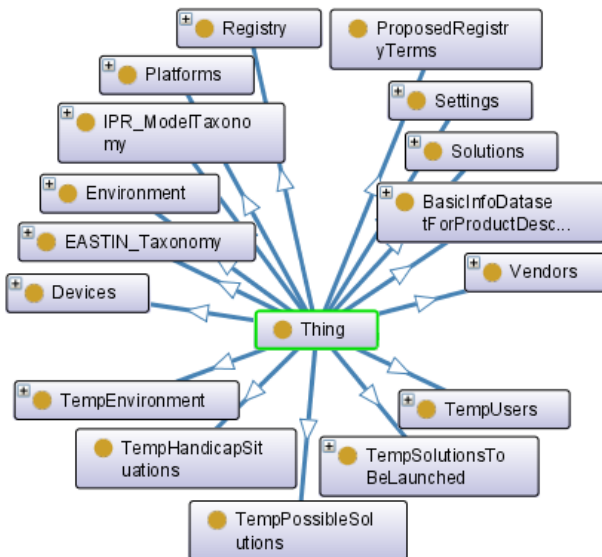 Registry
ProposedRegistr
yTerms
Platforms
Settings
IPR_ModelTaxono
my
Solutions
Environment
BasicInfoDatase
tForProductDesc...
EASTIN_Taxonomy
Vendors
Devices
Thing
TempEnvironment
TempUsers
TempHandicapSit
uations
TempSolutionsTo
BeLaunched
TempPossibleSol
utions